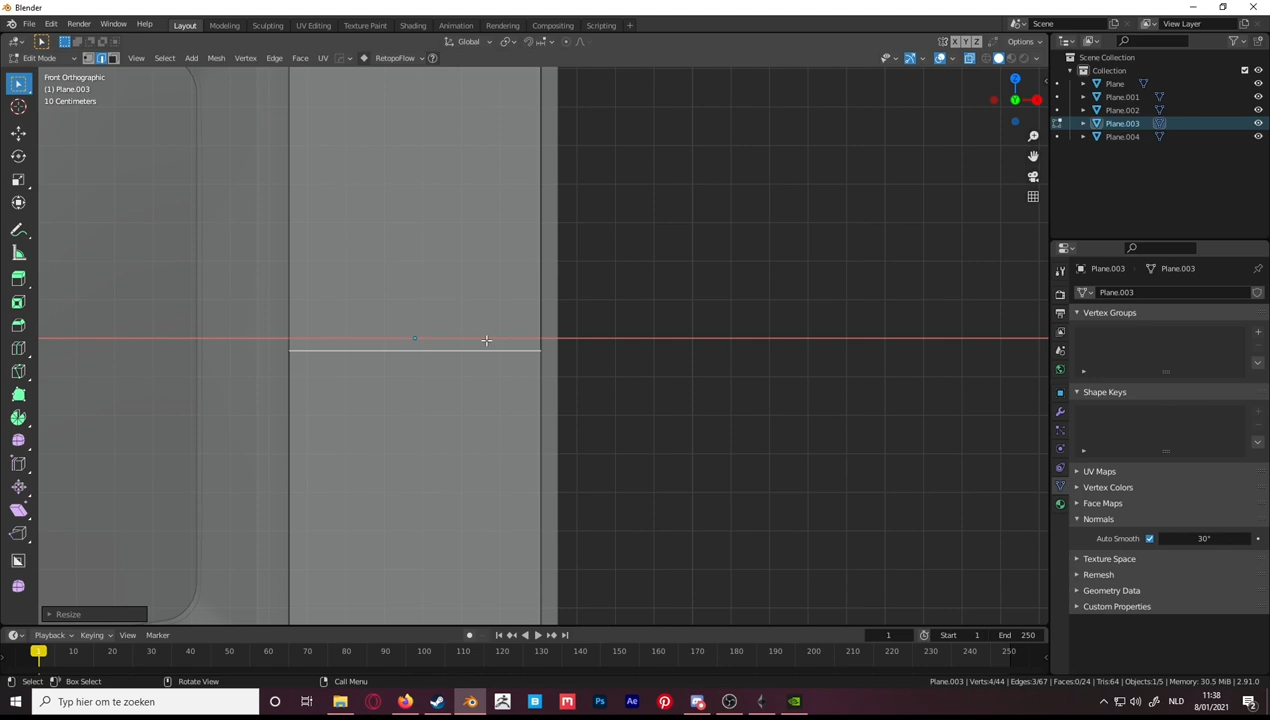 Blender
File Edit Render Window Help Layout Modeling Sculpting UV Editing Texture Paint Shading Animation Rendering Compositing Scripting + Scene View Layer
Global Options
Edit Mode View Select Add Mesh Vertex Edge Face UV RetopoFlow
X Y Z
Front Orthographic
(1) Plane.003
10 Centimeters
Z
Y
X
Scene Collection
Collection
Plane
Plane.001
Plane.002
Plane.003
Plane.004
Plane.003 Plane.003
Plane.003
Vertex Groups
Shape Keys
UV Maps
Vertex Colors
Face Maps
Normals
Auto Smooth 30°
Texture Space
Remesh
Geometry Data
Custom Properties
Resize
Playback Keying View Marker 1 Start 1 End 250
1 10 20 30 40 50 60 70 80 90 100 110 120 130 140 150 160 170 180 190 200 210 220 230 240 250
Select Box Select Rotate View Call Menu Plane.003 | Verts:4/44 | Edges:3/67 | Faces:0/24 | Tris:64 | Objects:1/5 | Memory: 30.5 MiB | 2.91.0
Typ hier om te zoeken Ps Ae NLD 11:38
8/01/2021